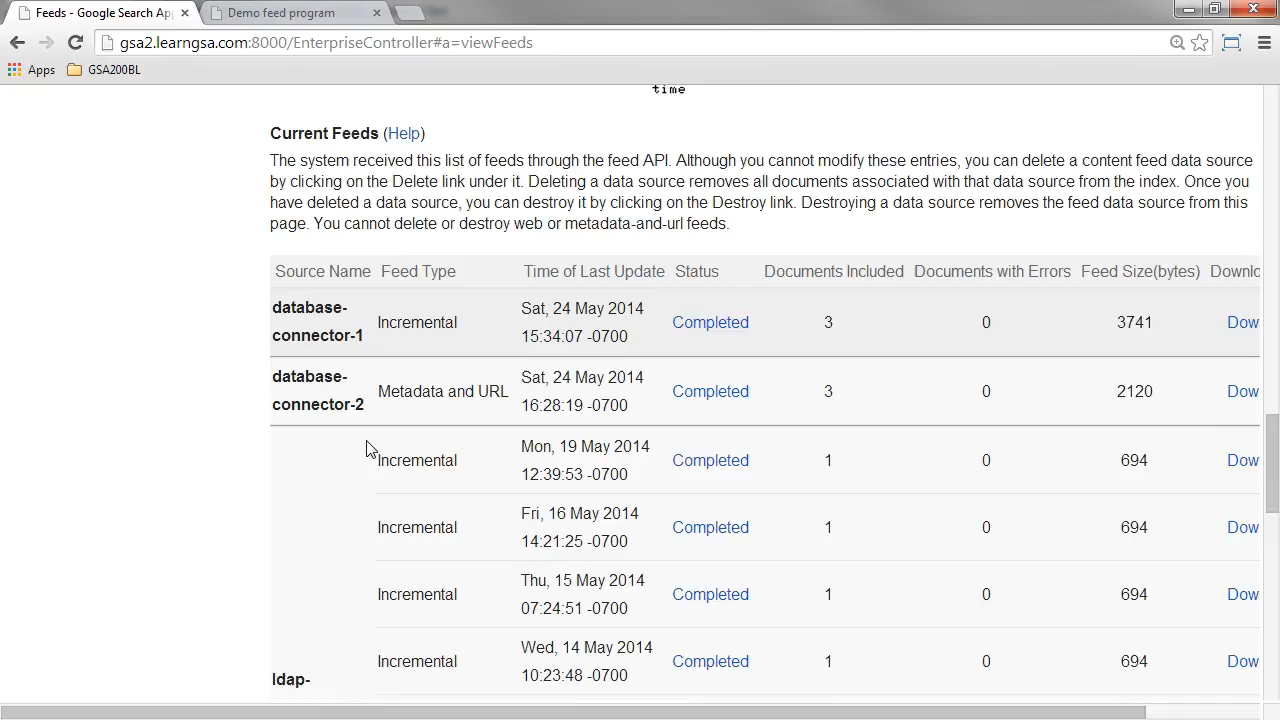 Feeds - Google Search App
Demo feed program
gsa2.learngsa.com:8000/EnterpriseController#a=viewFeeds
Apps GSA200BL
time
Current Feeds (Help)
The system received this list of feeds through the feed API. Although you cannot modify these entries, you can delete a content feed data source
by clicking on the Delete link under it. Deleting a data source removes all documents associated with that data source from the index. Once you
have deleted a data source, you can destroy it by clicking on the Destroy link. Destroying a data source removes the feed data source from this
page. You cannot delete or destroy web or metadata-and-url feeds.
Source Name Feed Type Time of Last Update Status Documents Included Documents with Errors Feed Size(bytes) Downlo
database-
connector-1
Incremental
Sat, 24 May 2014
15:34:07 -0700
Completed 3 0 3741 Dow
database-
connector-2
Metadata and URL
Sat, 24 May 2014
16:28:19 -0700
Completed 3 0 2120 Dow
Incremental
Mon, 19 May 2014
12:39:53 -0700
Completed 1 0 694 Dow
Incremental
Fri, 16 May 2014
14:21:25 -0700
Completed 1 0 694 Dow
Incremental
Thu, 15 May 2014
07:24:51 -0700
Completed 1 0 694 Dow
Incremental
Wed, 14 May 2014
10:23:48 -0700
Completed 1 0 694 Dow
ldap-